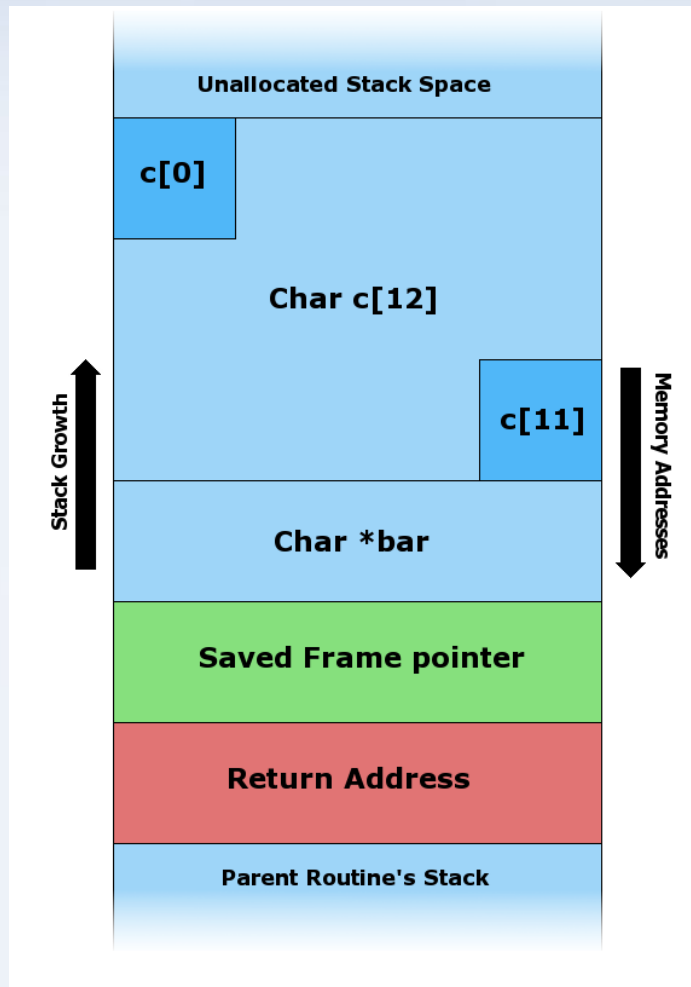 Unallocated Stack Space
c[0]
Char c[12]
c[11]
Stack Growth
Memory Addresses
Char *bar
Saved Frame pointer
Return Address
Parent Routine's Stack